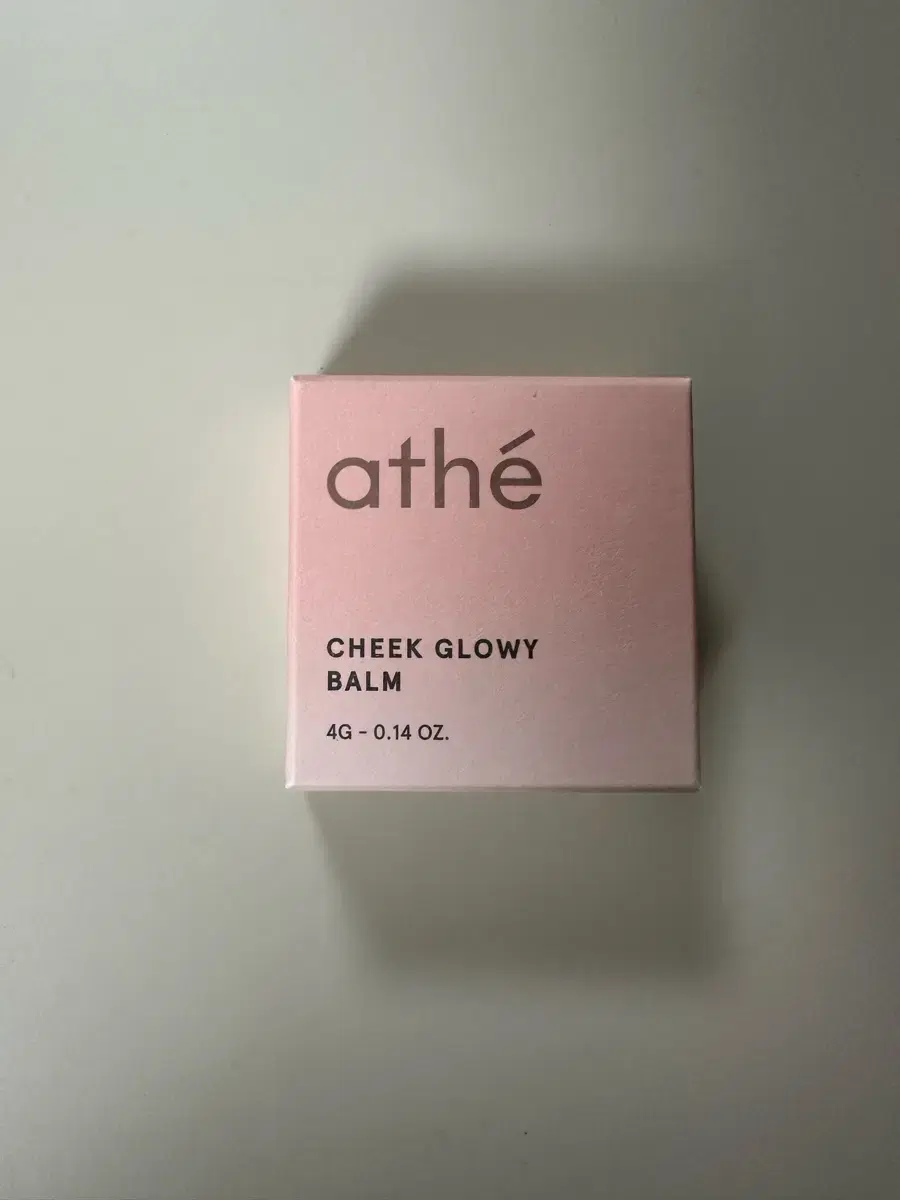 athé
CHEEK GLOWY
BALM
4G - 0.14 OZ.